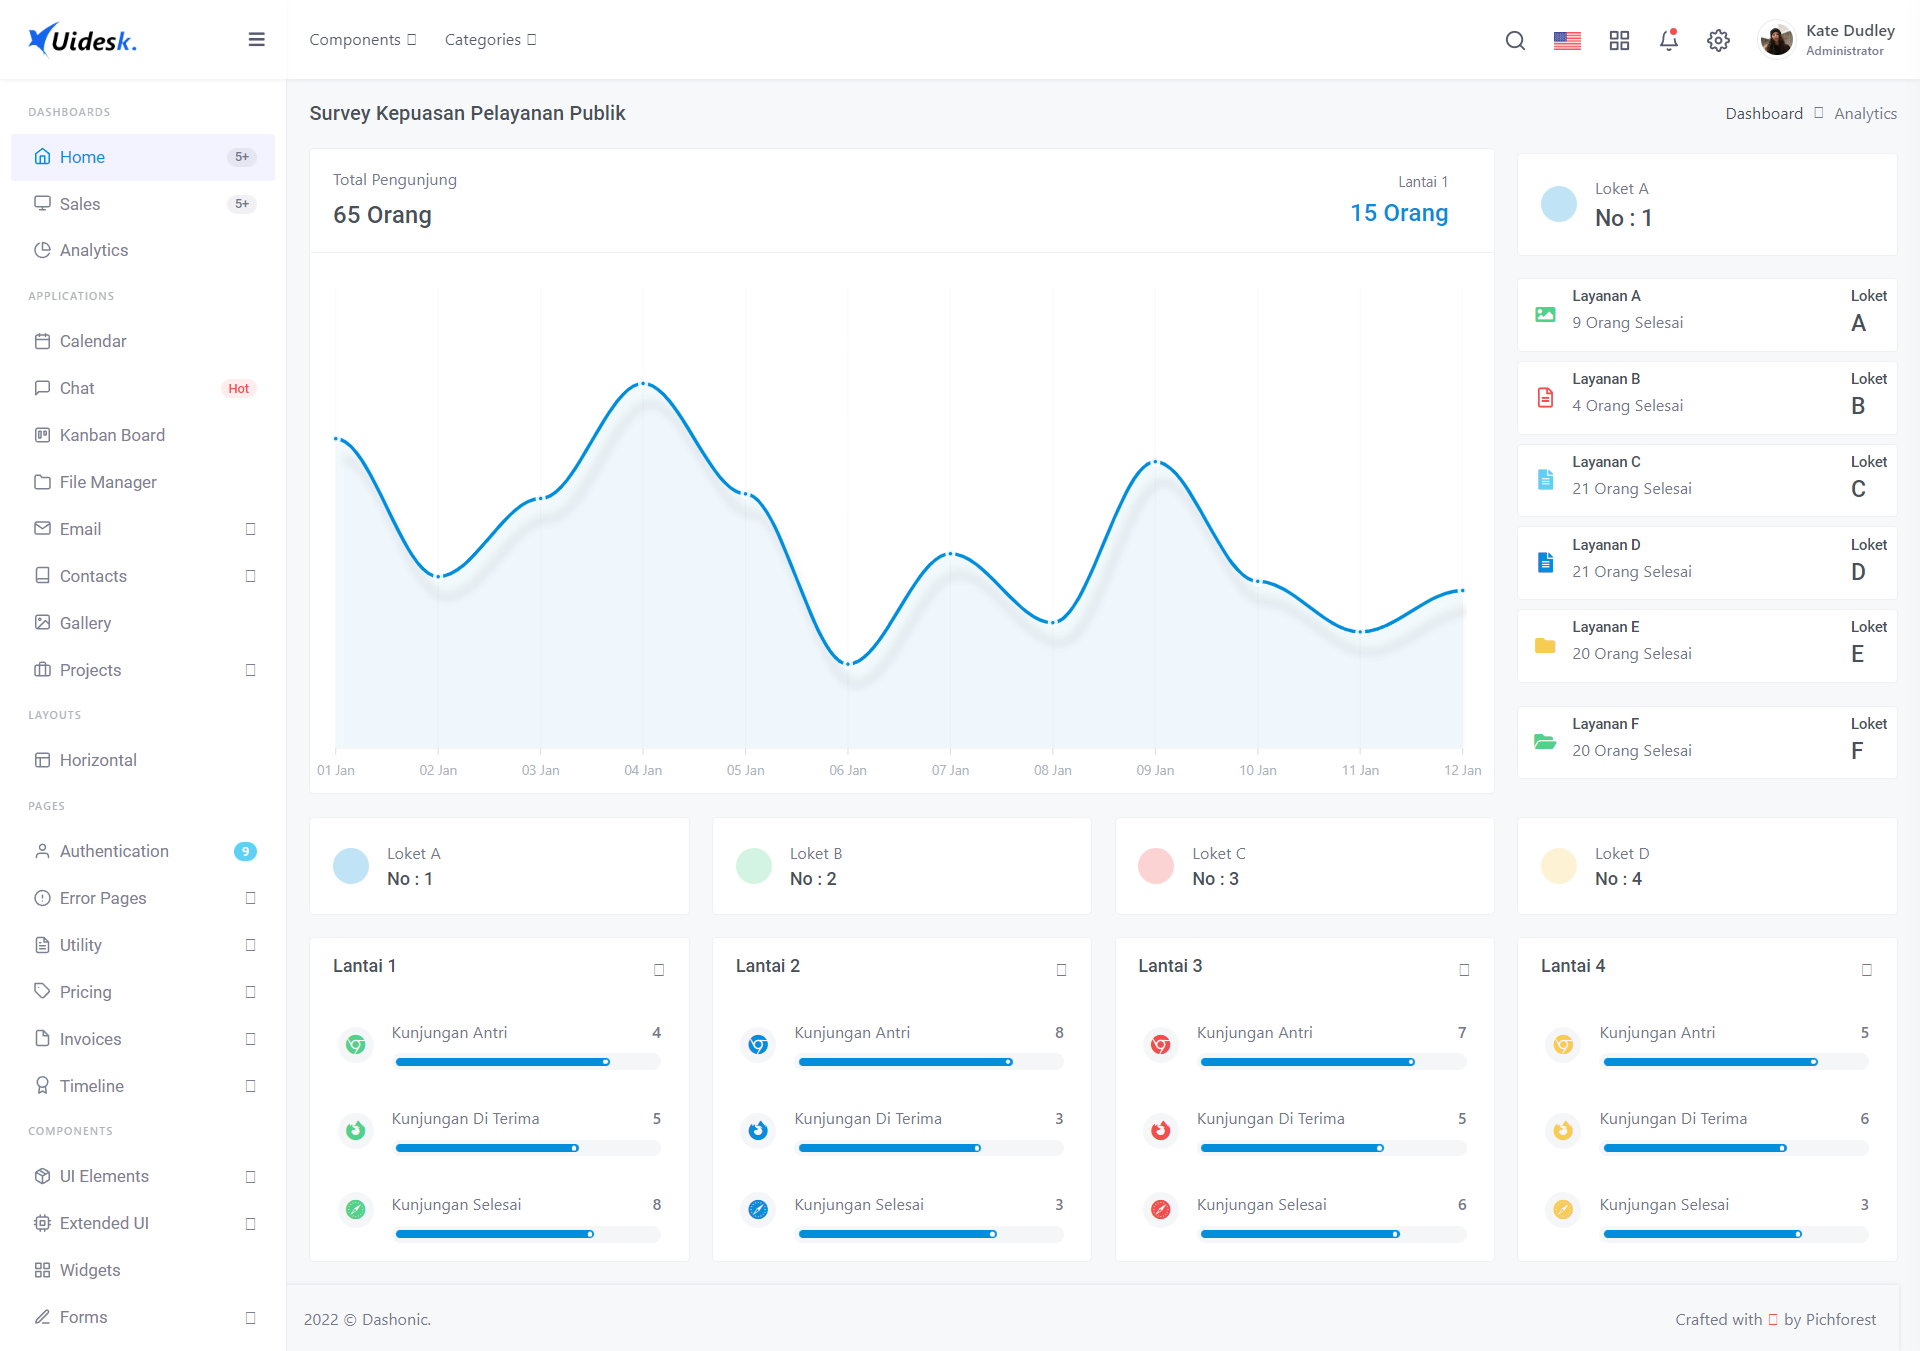 Uidesk.
Components
Categories
Kate Dudley
Administrator
DASHBOARDS
Home
5+
Sales
5+
Analytics
APPLICATIONS
Calendar
Chat
Hot
Kanban Board
File Manager
Email
Contacts
Gallery
Projects
LAYOUTS
Horizontal
PAGES
Authentication
9
Error Pages
Utility
Pricing
Invoices
Timeline
COMPONENTS
UI Elements
Extended UI
Widgets
Forms
Survey Kepuasan Pelayanan Publik
Dashboard
Analytics
Total Pengunjung
65 Orang
Lantai 1
15 Orang
01 Jan
02 Jan
03 Jan
04 Jan
05 Jan
06 Jan
07 Jan
08 Jan
09 Jan
10 Jan
11 Jan
12 Jan
Loket A
No : 1
Layanan A
9 Orang Selesai
Loket
A
Layanan B
4 Orang Selesai
Loket
B
Layanan C
21 Orang Selesai
Loket
C
Layanan D
21 Orang Selesai
Loket
D
Layanan E
20 Orang Selesai
Loket
E
Layanan F
20 Orang Selesai
Loket
F
Loket A
No : 1
Loket B
No : 2
Loket C
No : 3
Loket D
No : 4
Lantai 1
Kunjungan Antri 4
Kunjungan Di Terima 5
Kunjungan Selesai 8
Lantai 2
Kunjungan Antri 8
Kunjungan Di Terima 3
Kunjungan Selesai 3
Lantai 3
Kunjungan Antri 7
Kunjungan Di Terima 5
Kunjungan Selesai 6
Lantai 4
Kunjungan Antri 5
Kunjungan Di Terima 6
Kunjungan Selesai 3
2022 © Dashonic.
Crafted with by Pichforest